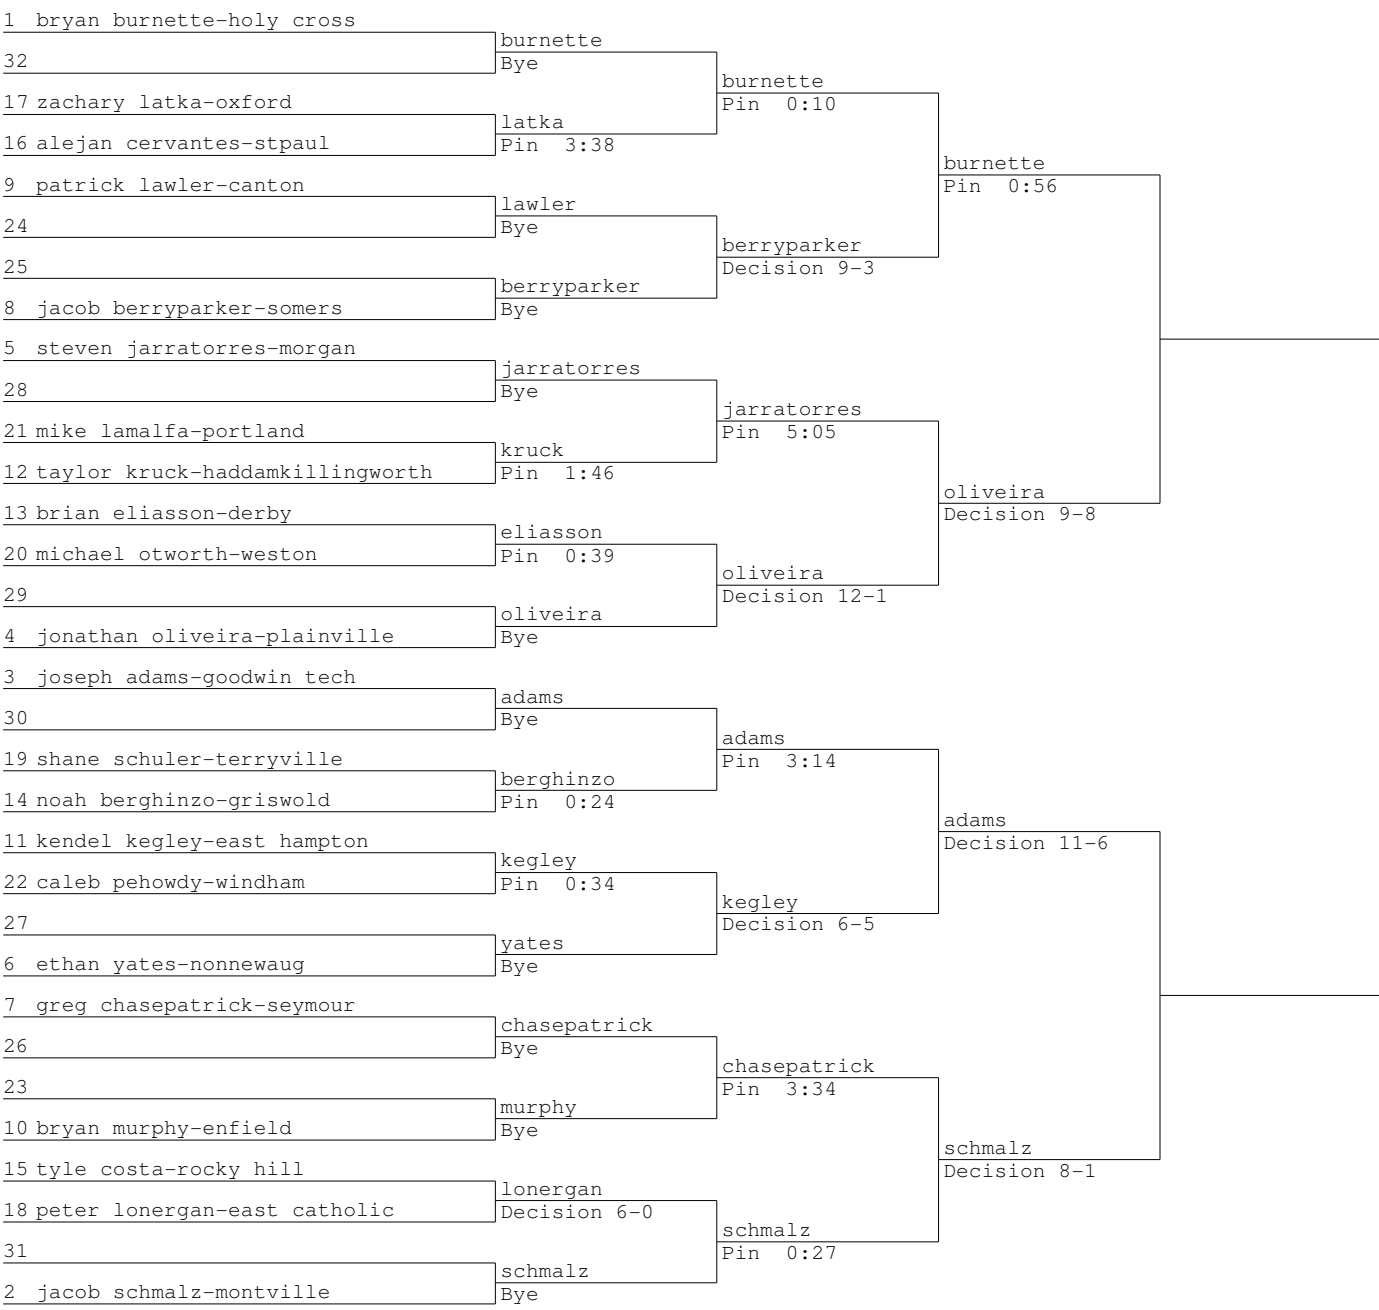 1 bryan burnette-holy cross
32
burnette
Bye
17 zachary latka-oxford
16 alejan cervantes-stpaul
latka
Pin 3:38
burnette
Pin 0:10
9 patrick lawler-canton
24
lawler
Bye
25
8 jacob berryparker-somers
berryparker
Bye
berryparker
Decision 9-3
burnette
Pin 0:56
5 steven jarratorres-morgan
28
jarratorres
Bye
21 mike lamalfa-portland
12 taylor kruck-haddamkillingworth
kruck
Pin 1:46
jarratorres
Pin 5:05
13 brian eliasson-derby
20 michael otworth-weston
eliasson
Pin 0:39
29
4 jonathan oliveira-plainville
oliveira
Bye
oliveira
Decision 12-1
oliveira
Decision 9-8
3 joseph adams-goodwin tech
30
adams
Bye
19 shane schuler-terryville
14 noah berghinzo-griswold
berghinzo
Pin 0:24
adams
Pin 3:14
11 kendel kegley-east hampton
22 caleb pehowdy-windham
kegley
Pin 0:34
27
6 ethan yates-nonnewaug
yates
Bye
kegley
Decision 6-5
adams
Decision 11-6
7 greg chasepatrick-seymour
26
chasepatrick
Bye
23
10 bryan murphy-enfield
murphy
Bye
chasepatrick
Pin 3:34
15 tyle costa-rocky hill
18 peter lonergan-east catholic
lonergan
Decision 6-0
31
2 jacob schmalz-montville
schmalz
Bye
schmalz
Pin 0:27
schmalz
Decision 8-1